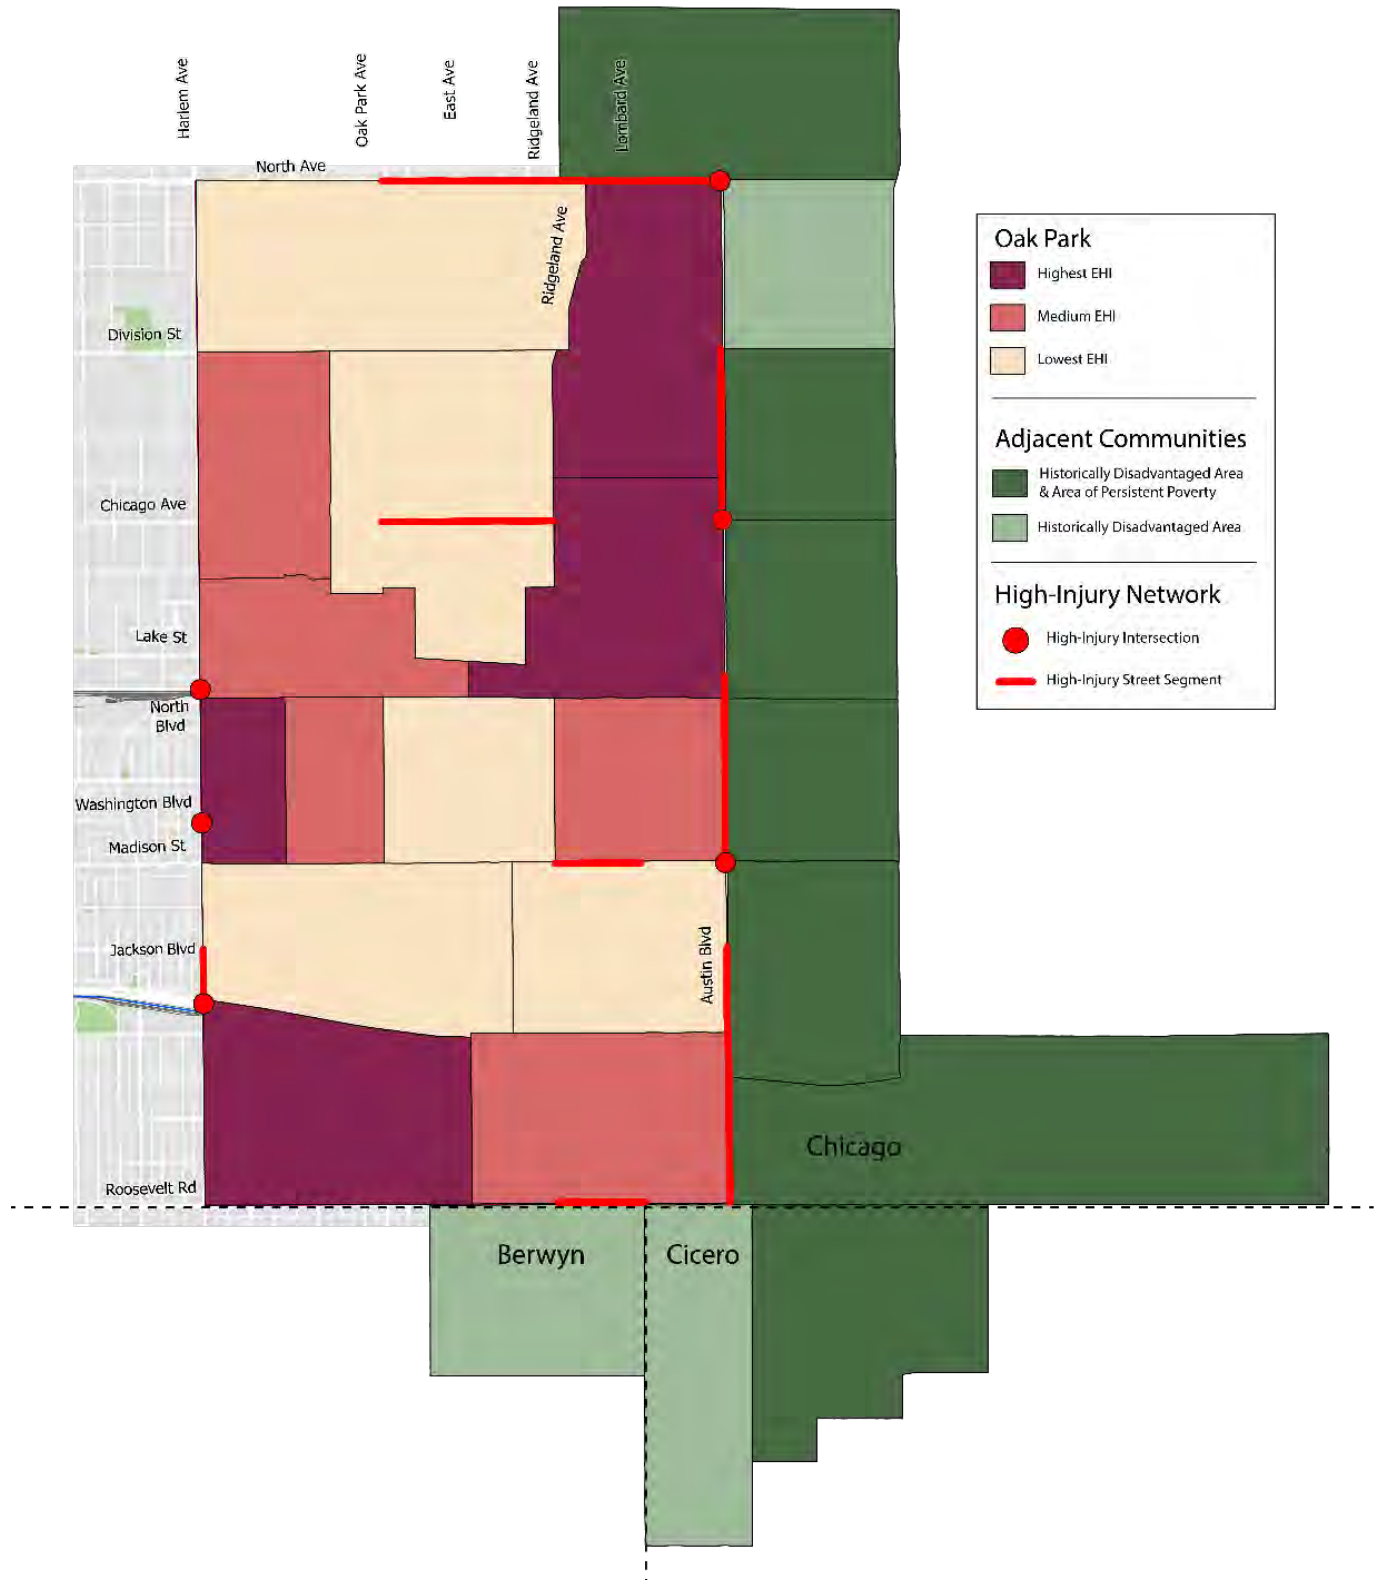 Harlem Ave
Oak Park Ave
East Ave
Ridgeland Ave
Lombard Ave
North Ave
Ridgeland Ave
Division St
Chicago Ave
Lake St
North
Blvd
Washington Blvd
Madison St
Jackson Blvd
Austin Blvd
Roosevelt Rd
Chicago
Berwyn
Cicero
Oak Park
Highest EHI
Medium EHI
Lowest EHI
Adjacent Communities
Historically Disadvantaged Area
& Area of Persistent Poverty
Historically Disadvantaged Area
High-Injury Network
High-Injury Intersection
High-Injury Street Segment